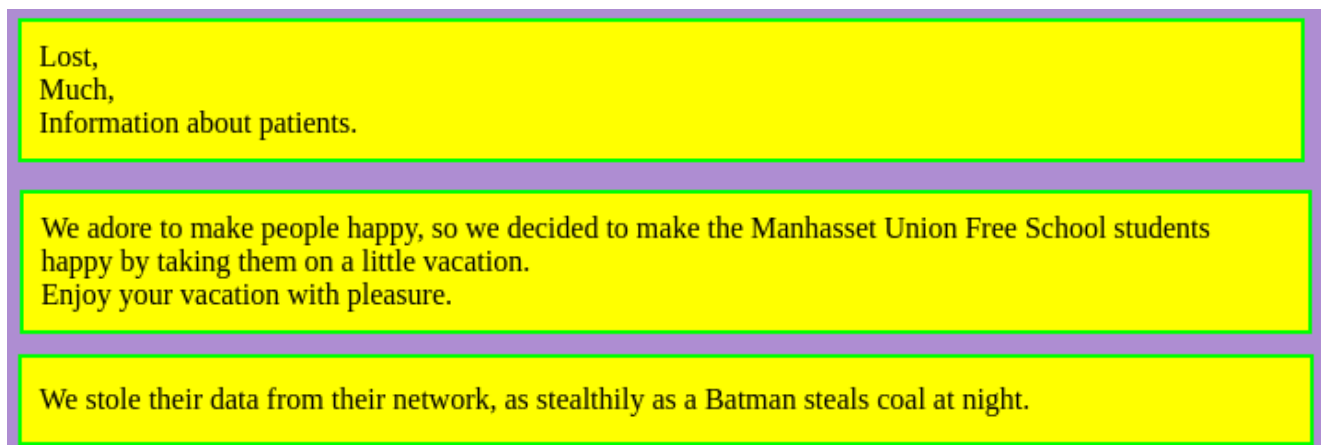 Lost,
Much,
Information about patients.
We adore to make people happy, so we decided to make the Manhasset Union Free School students
happy by taking them on a little vacation.
Enjoy your vacation with pleasure.
We stole their data from their network, as stealthily as a Batman steals coal at night.